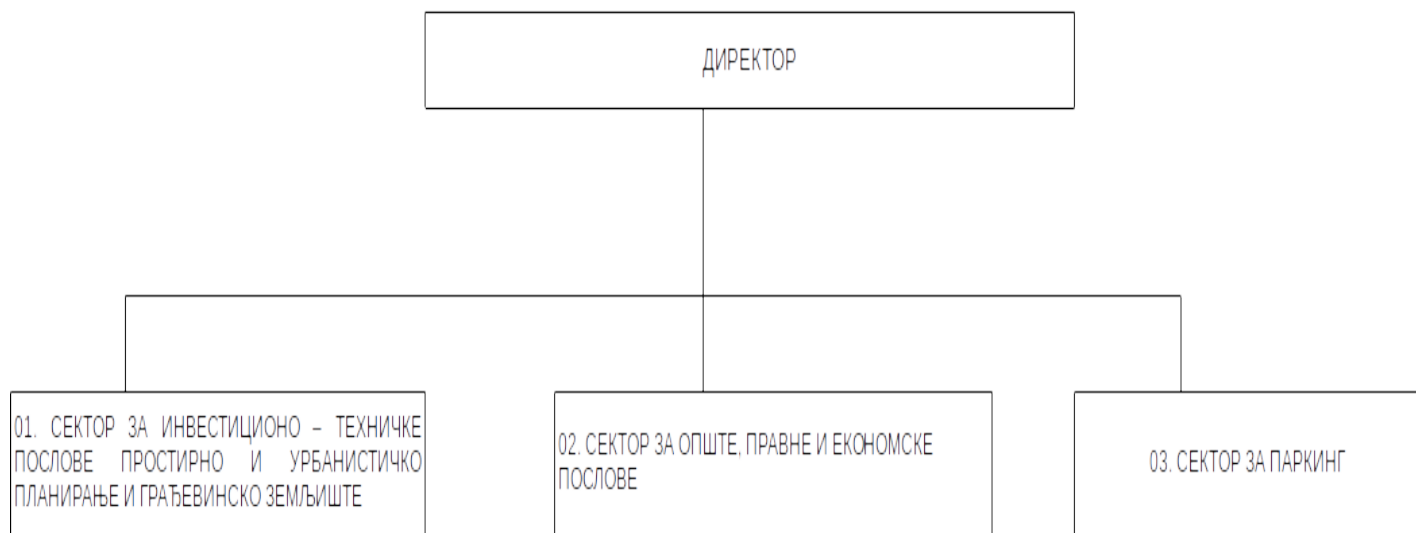 ДИРЕКТОР
01. СЕКТОР ЗА ИНВЕСТИЦИОНО – ТЕХНИЧКЕ
ПОСЛОВЕ ПРОСТИРНО И УРБАНИСТИЧКО
ПЛАНИРАЊЕ И ГРАЂЕВИНСКО ЗЕМЉИШТЕ
02. СЕКТОР ЗА ОПШТЕ, ПРАВНЕ И ЕКОНОМСКЕ
ПОСЛОВЕ
03. СЕКТОР ЗА ПАРКИНГ